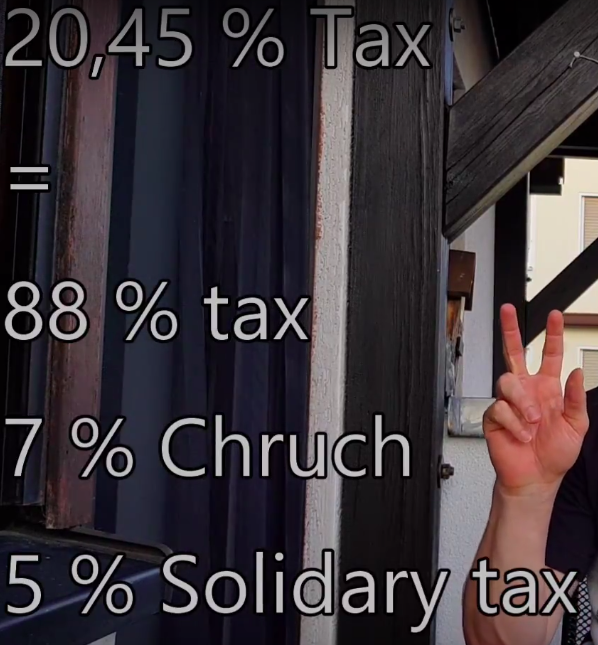 20,45 % Tax
=
88 % tax
7 % Chruch
5 % Solidary tax